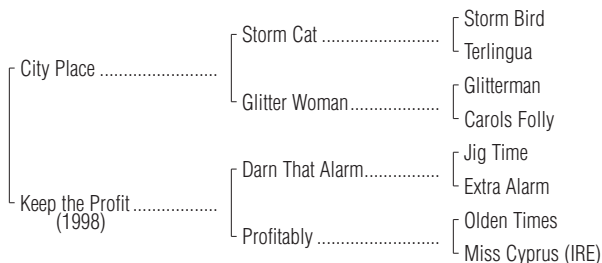 Storm Bird
Storm Cat ........................
Terlingua
City Place ........................
Glitterman
Glitter Woman..................
Carols Folly
Jig Time
Darn That Alarm...............
Extra Alarm
Keep the Profit .................
(1998)
Olden Times
Profitably .........................
Miss Cyprus (IRE)